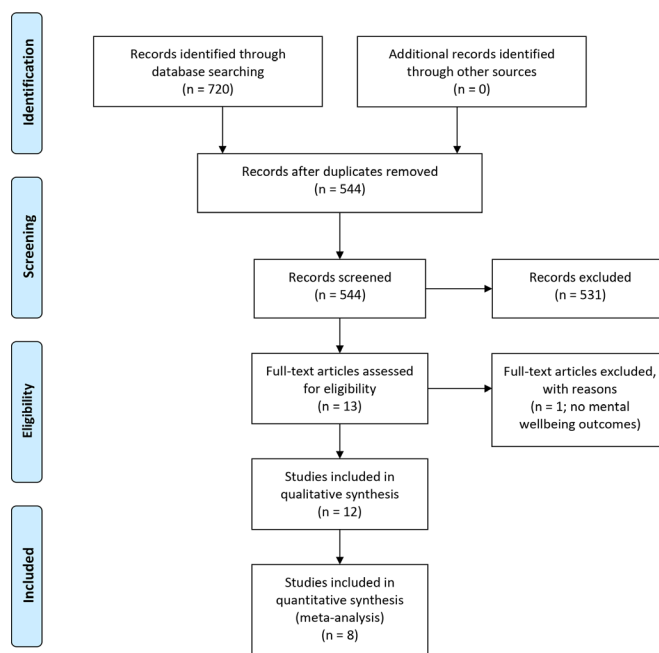 Identification
Records identified through
database searching
(n = 720)
Additional records identified
through other sources
(n = 0)
Records after duplicates removed
(n = 544)
Screening
Records screened
(n = 544)
Records excluded
(n = 531)
Eligibility
Full-text articles assessed
for eligibility
(n = 13)
Full-text articles excluded,
with reasons
(n = 1; no mental
wellbeing outcomes)
Studies included in
qualitative synthesis
(n = 12)
Included
Studies included in
quantitative synthesis
(meta-analysis)
(n = 8)